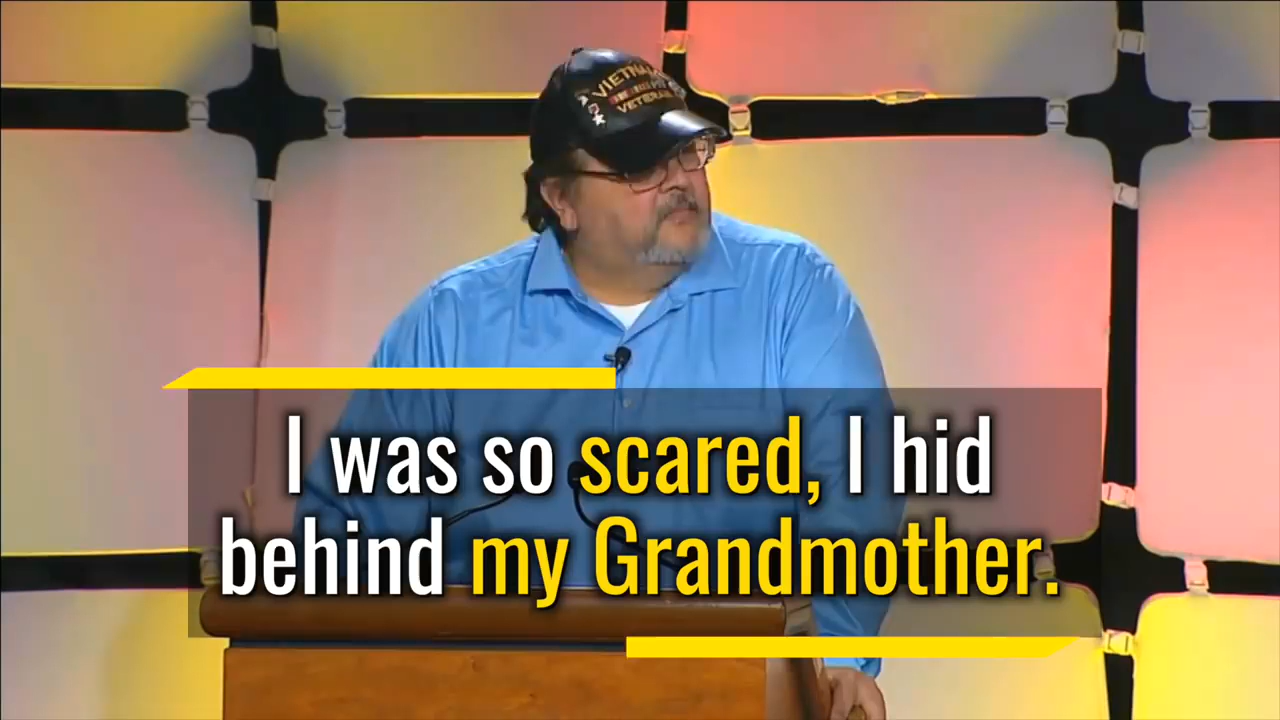 VIETNAM
VETERAN
I was so scared, I hid
behind my Grandmother.